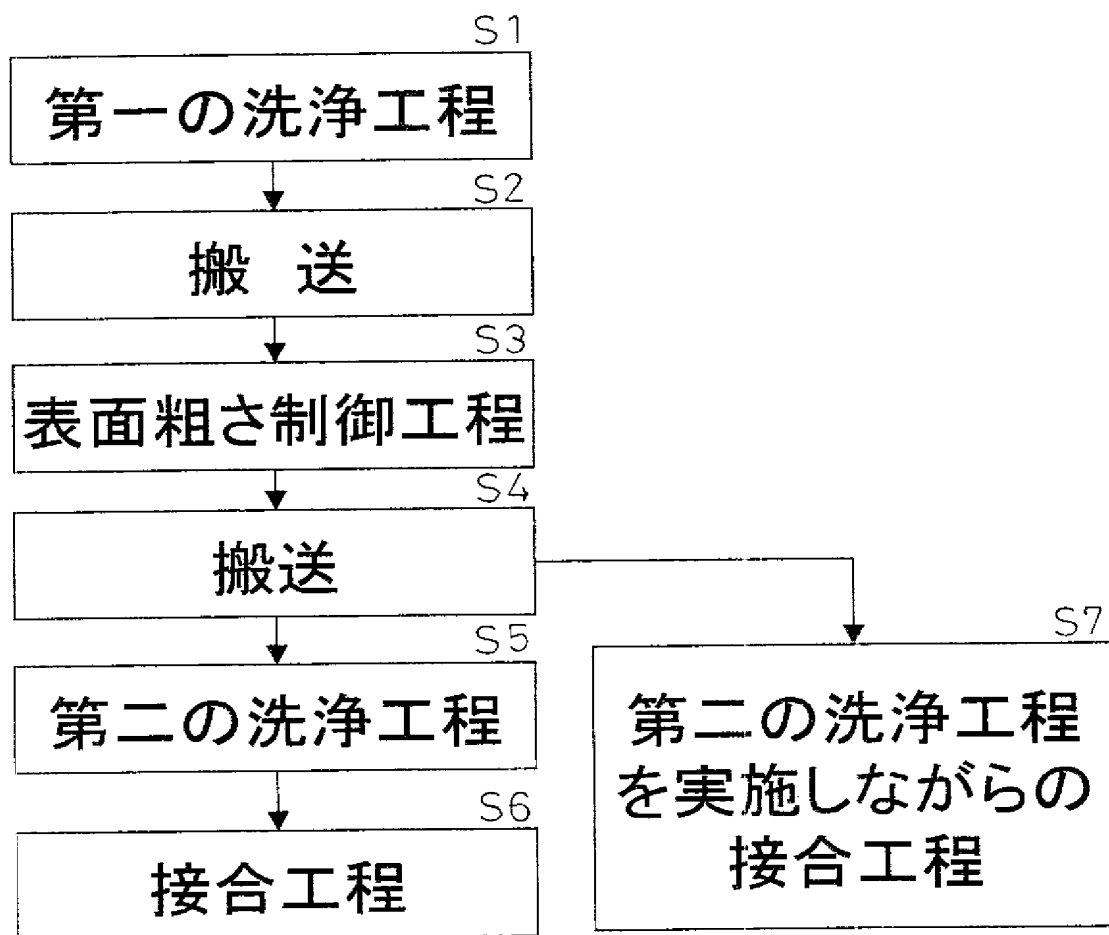 S1
第一の洗浄工程
S2
搬 送
S3
表面粗さ制御工程
S4
搬送
S5
第二の洗浄工程
S6
接合工程
S7
第二の洗浄工程
を実施しながらの
接合工程